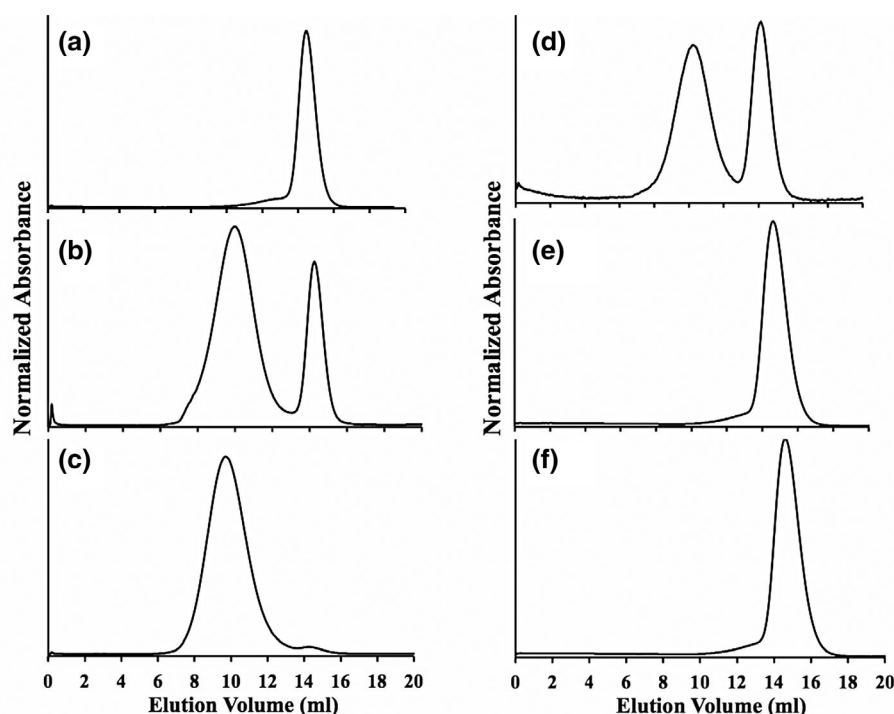 (a)
(b)
(c)
Normalized Absorbance
0 2 4 6 8 10 12 14 16 18 20
Elution Volume (ml)
(d)
(e)
(f)
Normalized Absorbance
0 2 4 6 8 10 12 14 16 18 20
Elution Volume (ml)